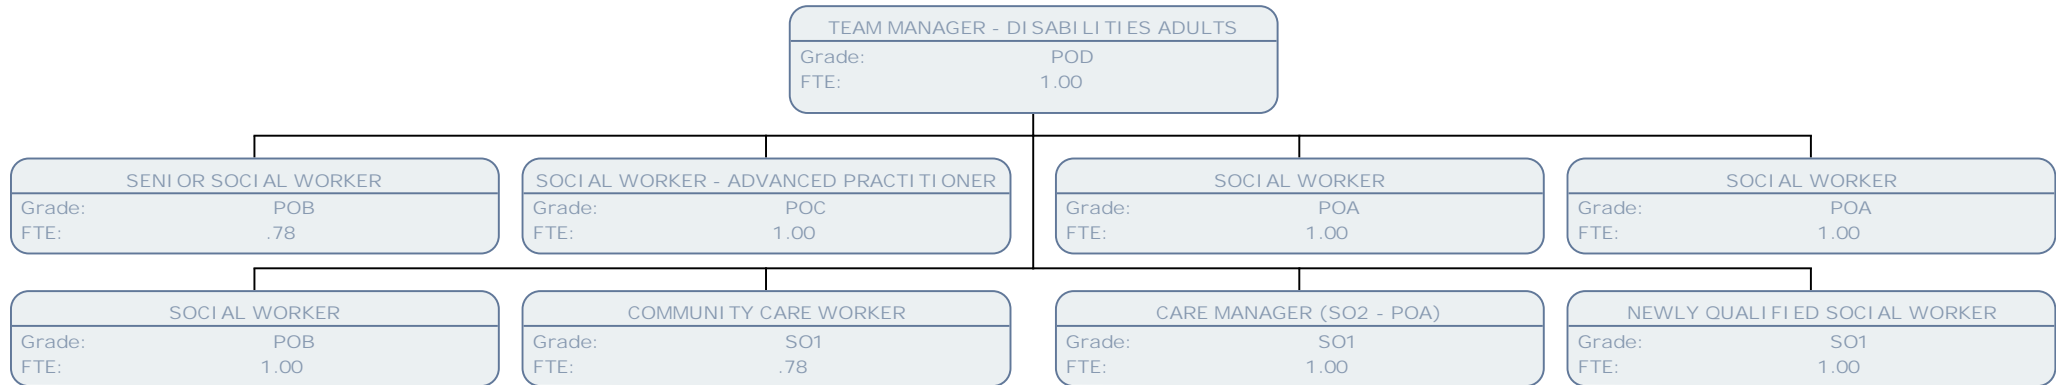 TEAM MANAGER - DISABILITIES ADULTS
Grade: POD
FTE: 1.00
SENIOR SOCIAL WORKER
Grade: POB
FTE: .78
SOCIAL WORKER - ADVANCED PRACTITIONER
Grade: POC
FTE: 1.00
SOCIAL WORKER
Grade: POA
FTE: 1.00
SOCIAL WORKER
Grade: POA
FTE: 1.00
SOCIAL WORKER
Grade: POB
FTE: 1.00
COMMUNITY CARE WORKER
Grade: SO1
FTE: .78
CARE MANAGER (SO2 - POA)
Grade: SO1
FTE: 1.00
NEWLY QUALIFIED SOCIAL WORKER
Grade: SO1
FTE: 1.00